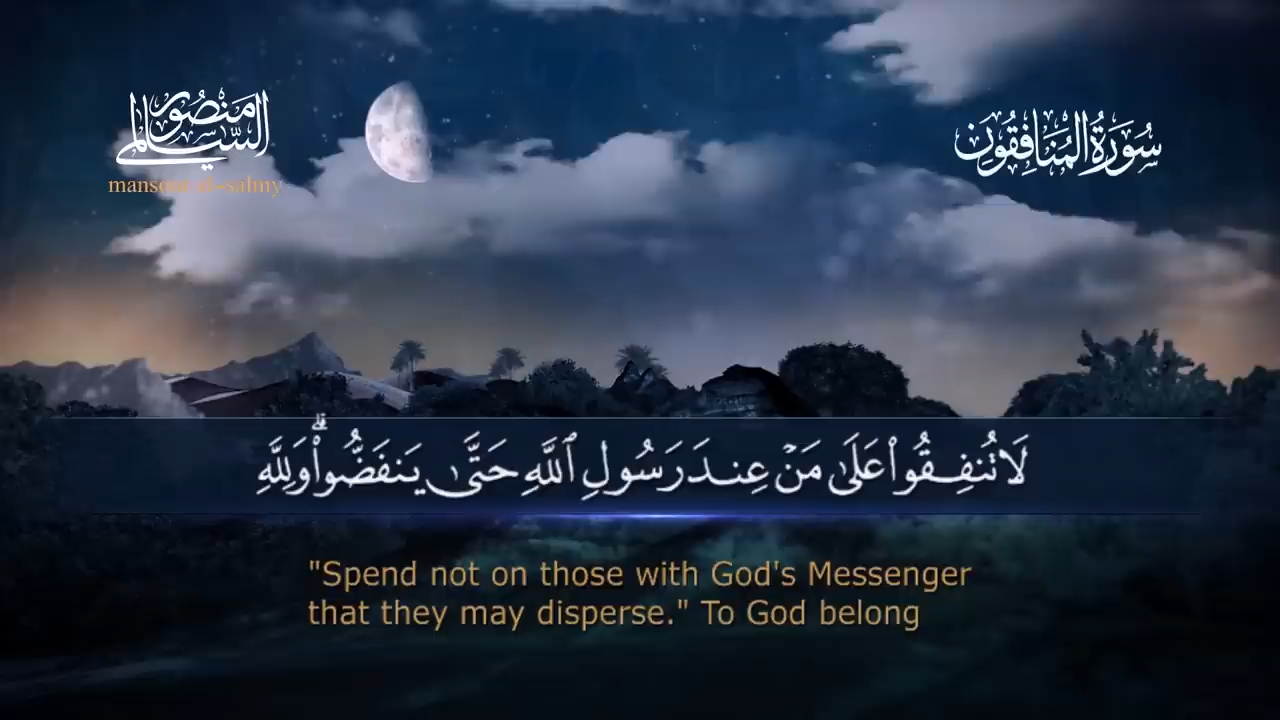 منصور السالمي
mansour al-salmy
سُورَةُ المُنَافِقُون
لَا تُنفِقُوا۟ عَلَىٰ مَنْ عِندَ رَسُولِ ٱللَّهِ حَتَّىٰ يَنفَضُّوا۟ ۗ وَلِلَّهِ
"Spend not on those with God's Messenger
that they may disperse." To God belong